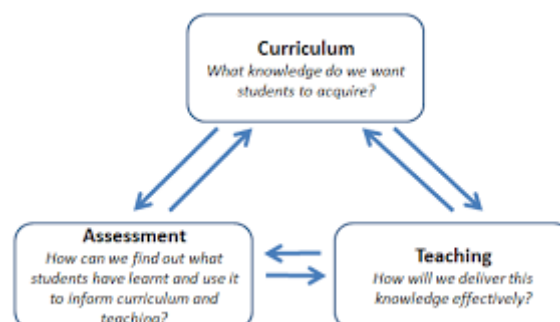 Curriculum
What knowledge do we want
students to acquire?
Assessment
How can we find out what
students have learnt and use it
to inform curriculum and
teaching?
Teaching
How will we deliver this
knowledge effectively?